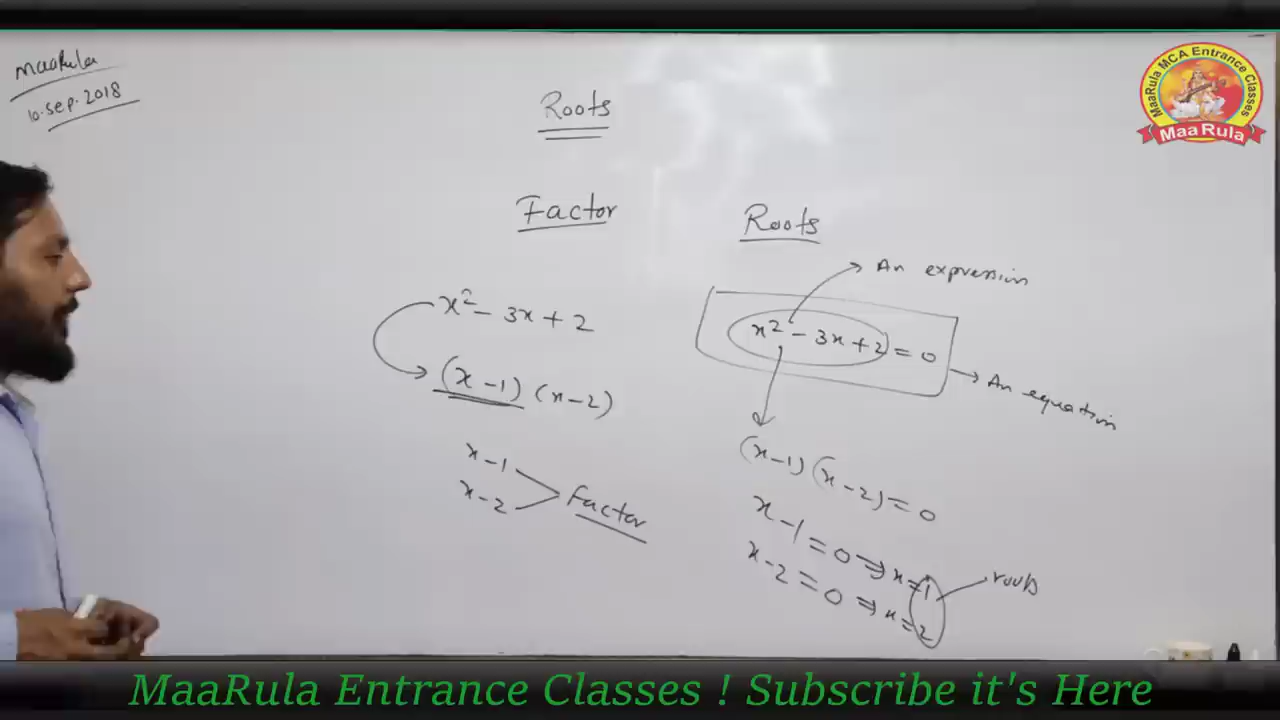 MaaRula
10.Sep.2018
Roots
MaaRula MCA Entrance Classes
MaaRula
Factor
x² - 3x + 2
(x - 1) (x - 2)
x - 1
x - 2
Factor
Roots
An expression
x² - 3x + 2 = 0
An equation
(x - 1) (x - 2) = 0
x - 1 = 0 ⇒ x = 1
x - 2 = 0 ⇒ x = 2
roots
MaaRula Entrance Classes ! Subscribe it's Here